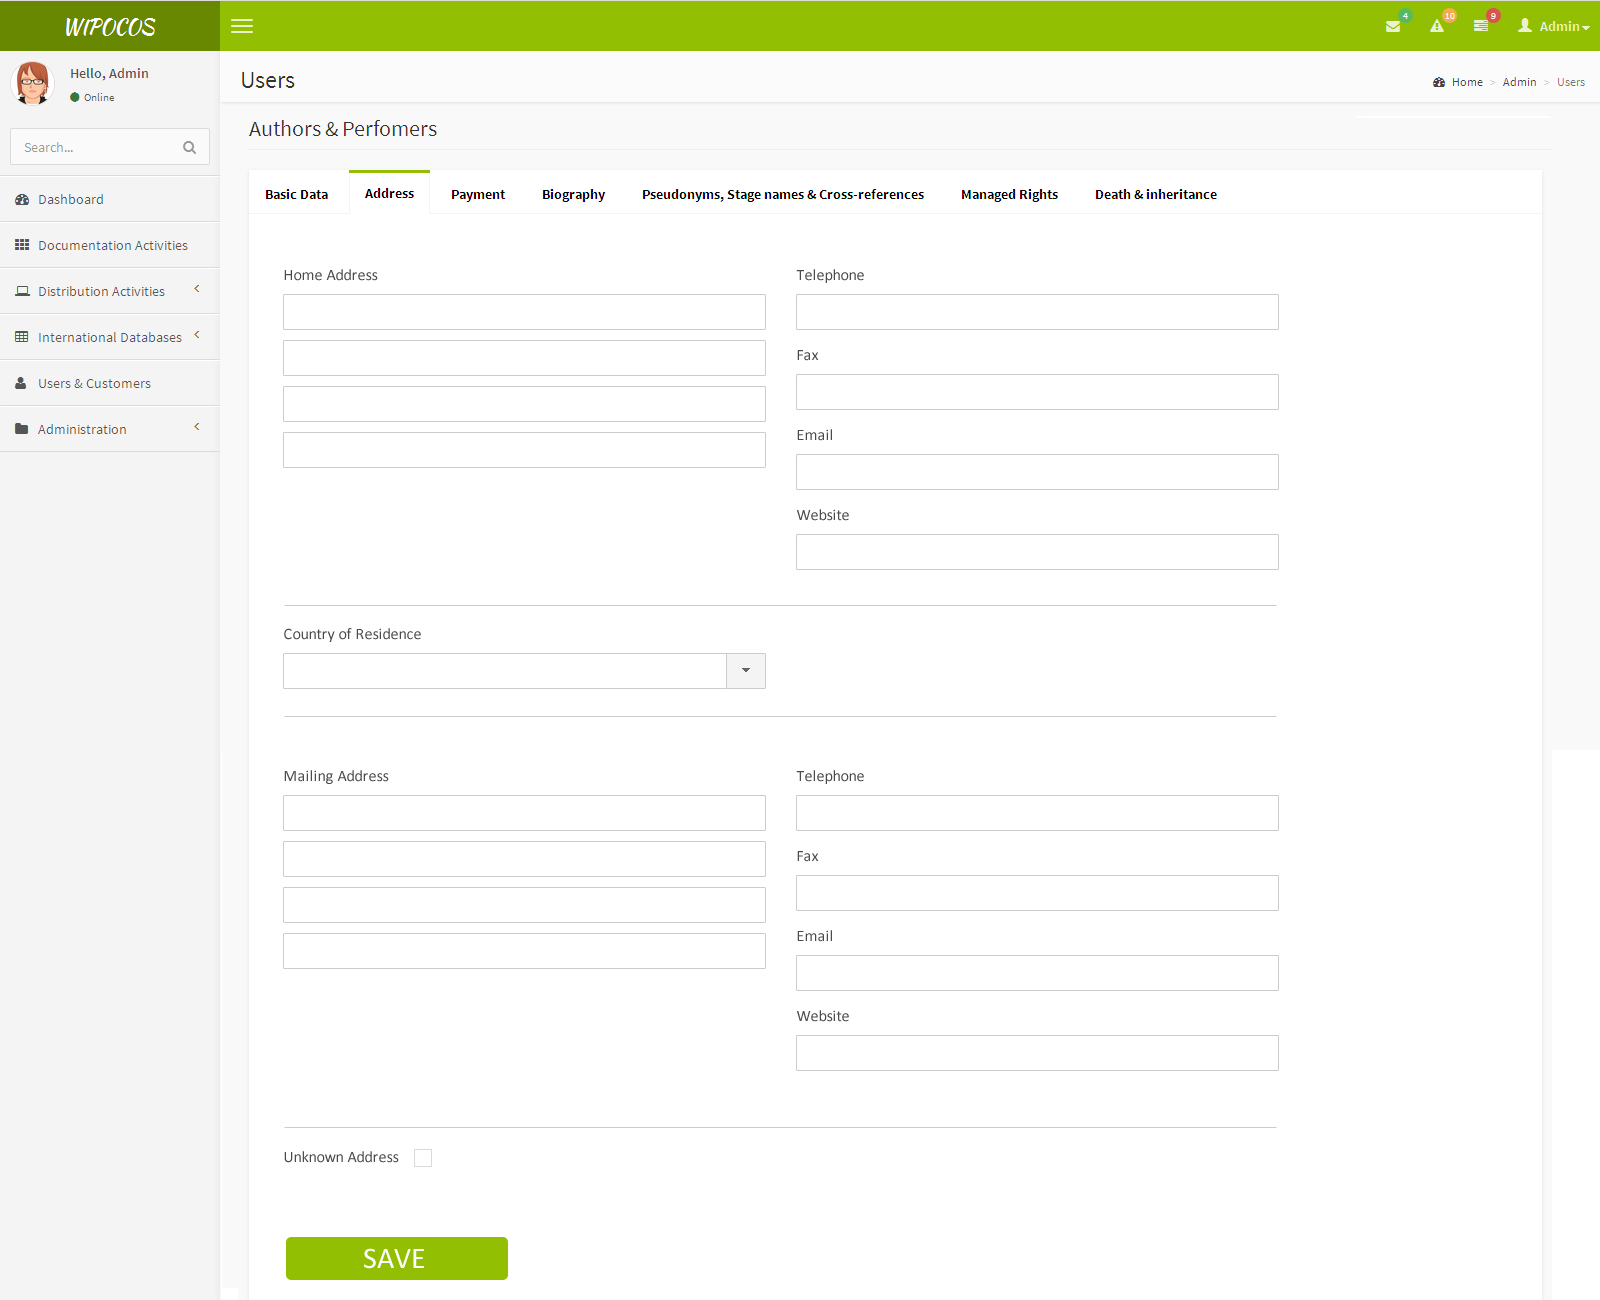 WIPOCOS
4
10
9
Admin
Hello, Admin
Online
Users
Home > Admin > Users
Search...
Authors & Perfomers
Dashboard
Documentation Activities
Distribution Activities
International Databases
Users & Customers
Administration
Basic Data
Address
Payment
Biography
Pseudonyms, Stage names & Cross-references
Managed Rights
Death & inheritance
Home Address
Telephone
Fax
Email
Website
Country of Residence
Mailing Address
Telephone
Fax
Email
Website
Unknown Address
SAVE